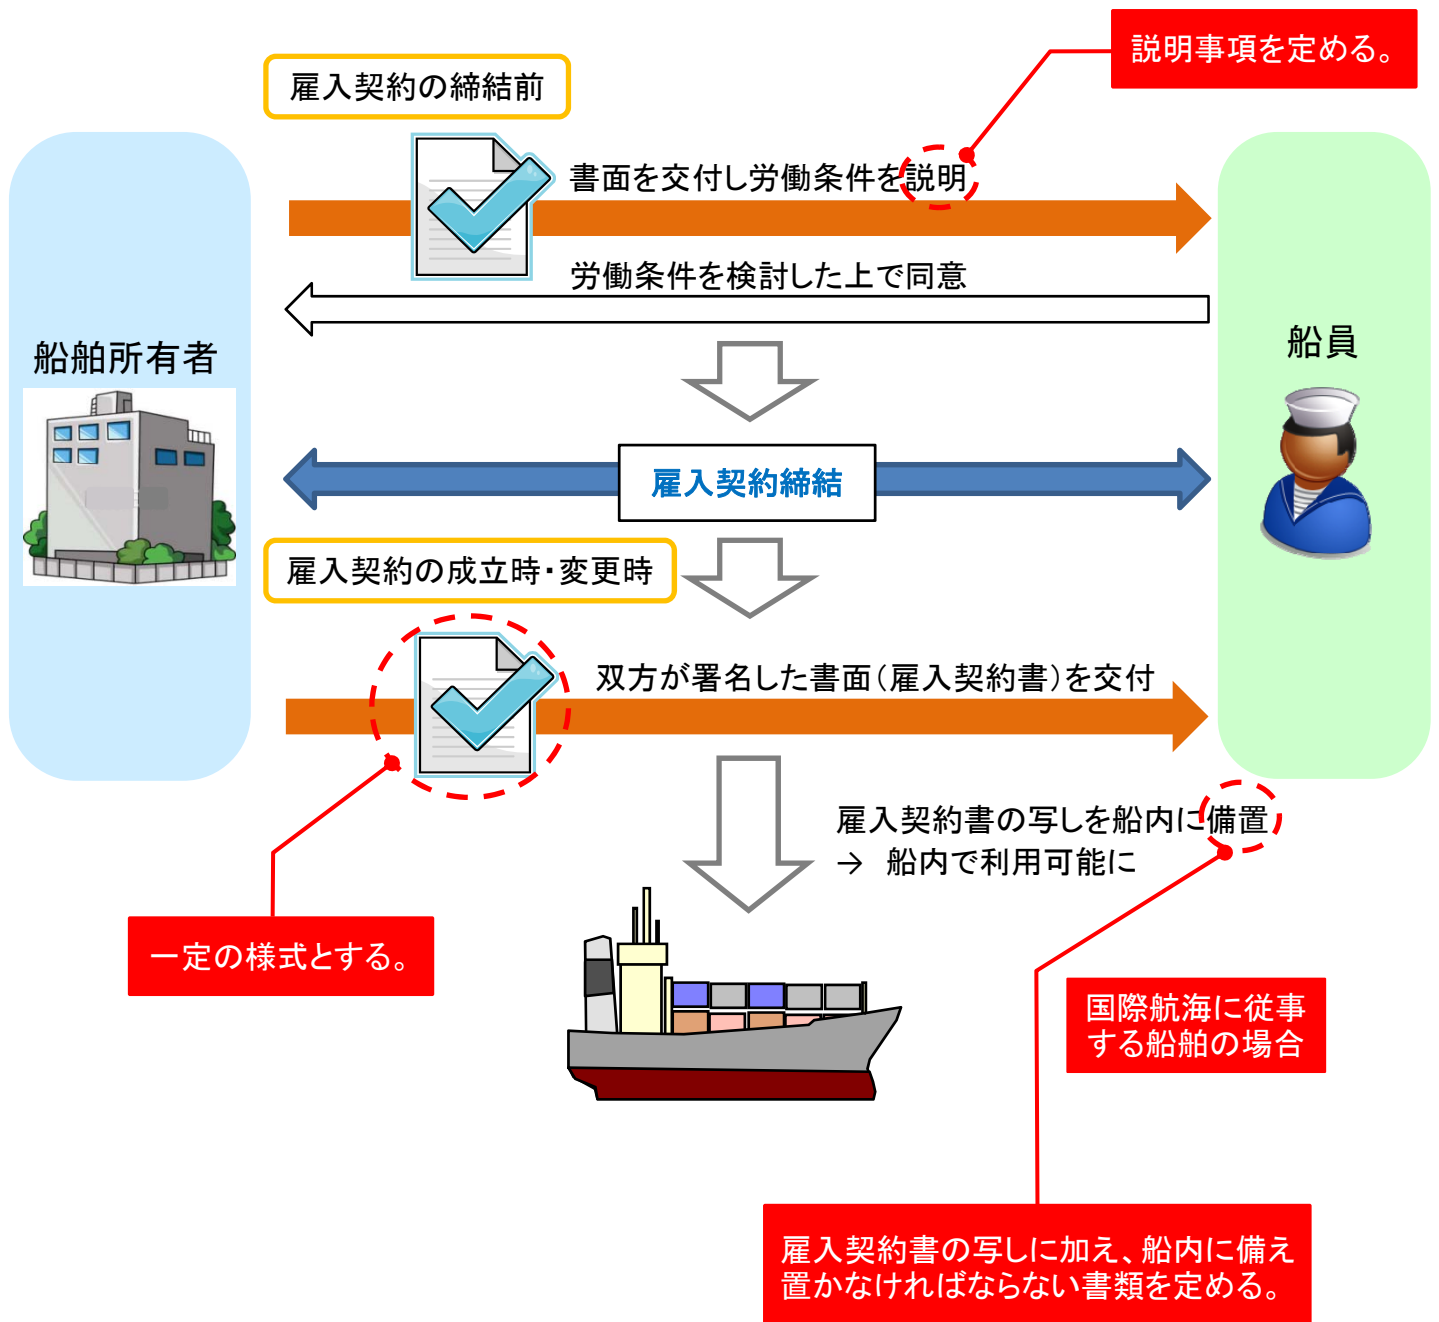 説明事項を定める。
雇入契約の締結前
書面を交付し労働条件を説明
労働条件を検討した上で同意
船舶所有者
船員
雇入契約締結
雇入契約の成立時・変更時
双方が署名した書面(雇入契約書)を交付
雇入契約書の写しを船内に備置
→ 船内で利用可能に
一定の様式とする。
国際航海に従事
する船舶の場合
雇入契約書の写しに加え、船内に備え
置かなければならない書類を定める。